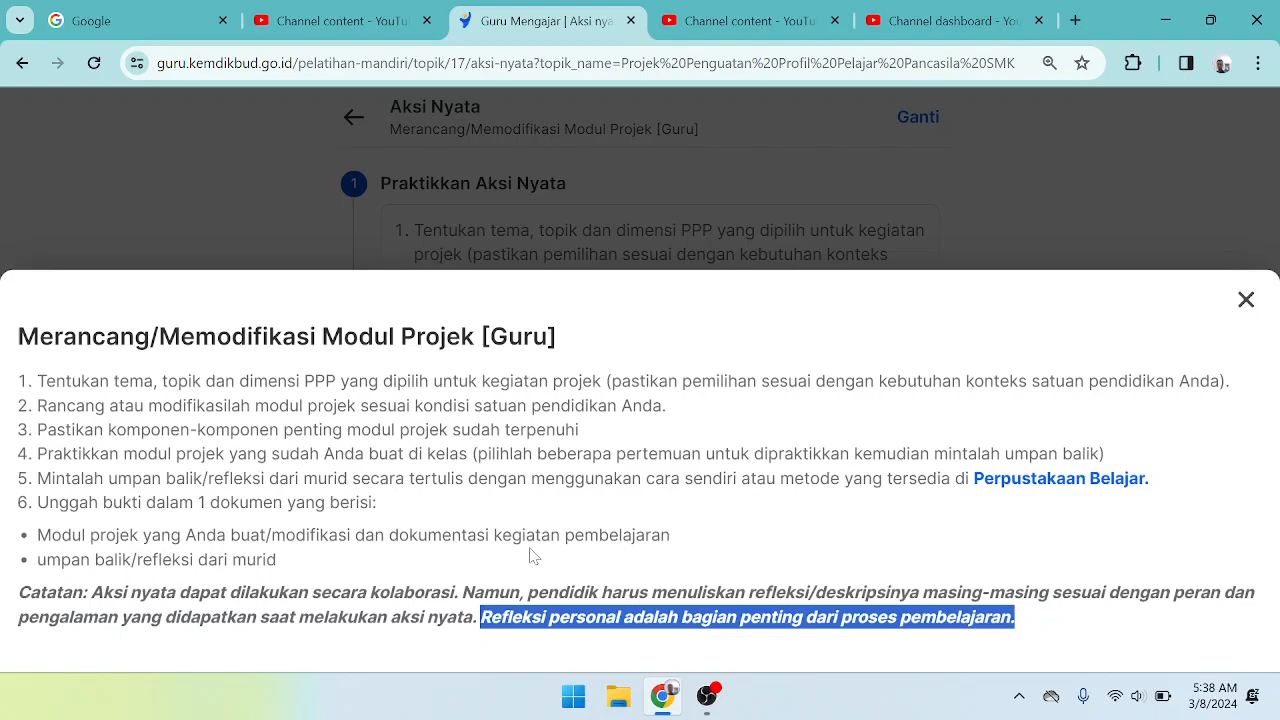 Google
Channel content - YouTu
Guru Mengajar | Aksi nya
Channel content - YouTu
Channel dashboard - You
guru.kemdikbud.go.id/pelatihan-mandiri/topik/17/aksi-nyata?topik_name=Projek%20Penguatan%20Profil%20Pelajar%20Pancasila%20SMK
Aksi Nyata
Merancang/Memodifikasi Modul Projek [Guru]
Ganti
1 Praktikkan Aksi Nyata
1. Tentukan tema, topik dan dimensi PPP yang dipilih untuk kegiatan
projek (pastikan pemilihan sesuai dengan kebutuhan konteks
Merancang/Memodifikasi Modul Projek [Guru]
1. Tentukan tema, topik dan dimensi PPP yang dipilih untuk kegiatan projek (pastikan pemilihan sesuai dengan kebutuhan konteks satuan pendidikan Anda).
2. Rancang atau modifikasilah modul projek sesuai kondisi satuan pendidikan Anda.
3. Pastikan komponen-komponen penting modul projek sudah terpenuhi
4. Praktikkan modul projek yang sudah Anda buat di kelas (pilihlah beberapa pertemuan untuk dipraktikkan kemudian mintalah umpan balik)
5. Mintalah umpan balik/refleksi dari murid secara tertulis dengan menggunakan cara sendiri atau metode yang tersedia di Perpustakaan Belajar.
6. Unggah bukti dalam 1 dokumen yang berisi:
• Modul projek yang Anda buat/modifikasi dan dokumentasi kegiatan pembelajaran
• umpan balik/refleksi dari murid
Catatan: Aksi nyata dapat dilakukan secara kolaborasi. Namun, pendidik harus menuliskan refleksi/deskripsinya masing-masing sesuai dengan peran dan
pengalaman yang didapatkan saat melakukan aksi nyata. Refleksi personal adalah bagian penting dari proses pembelajaran.
5:38 AM
3/8/2024